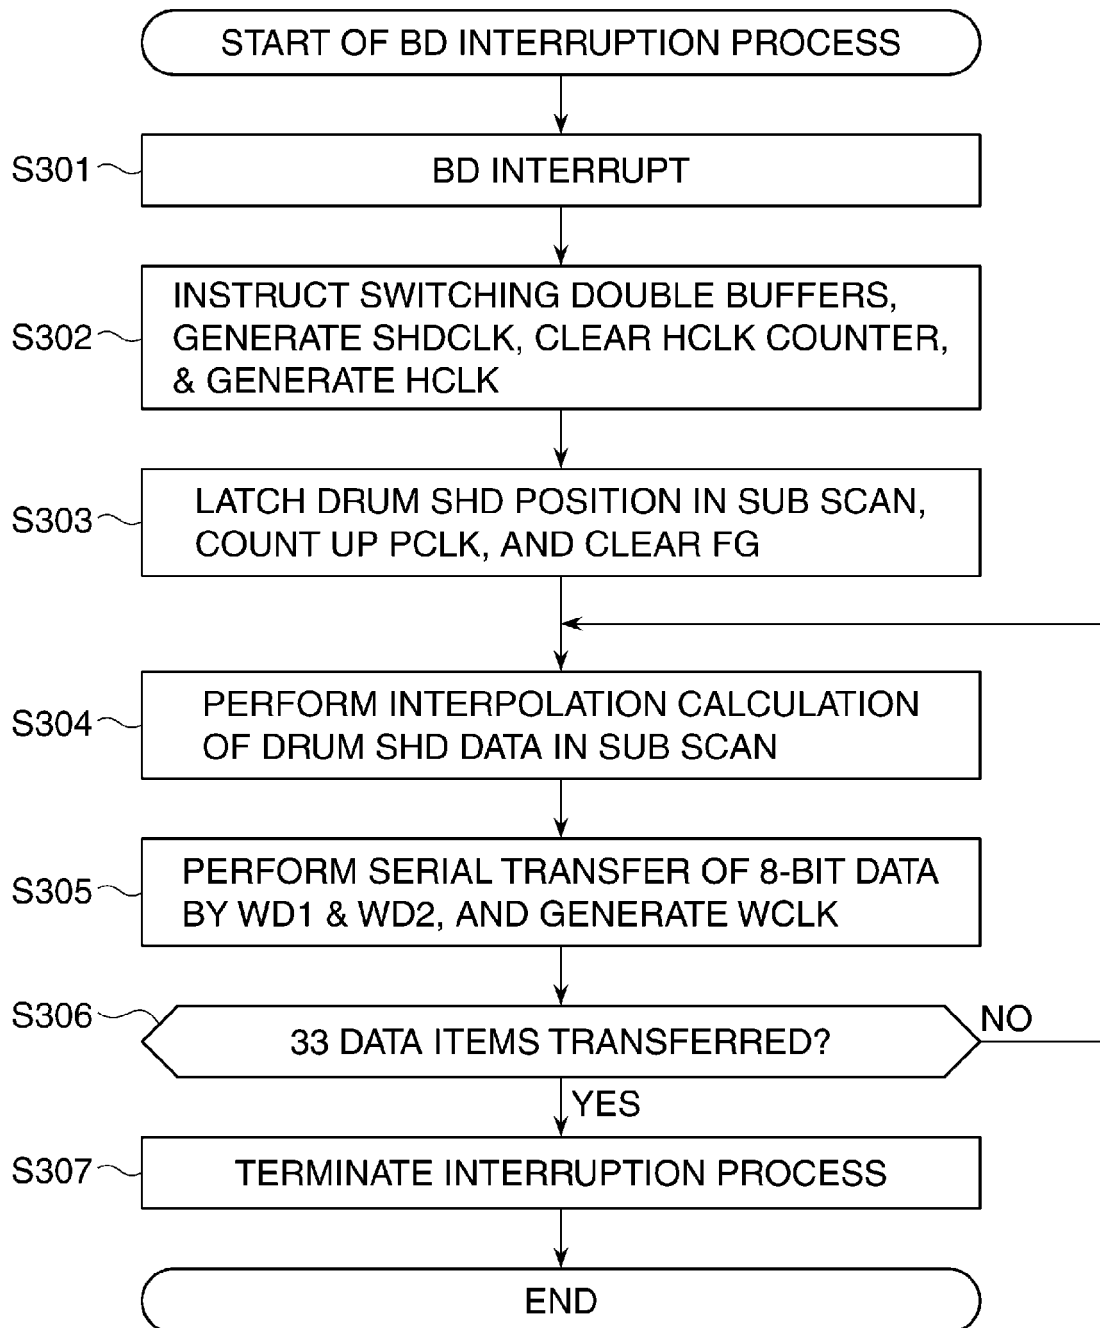 START OF BD INTERRUPTION PROCESS
S301
BD INTERRUPT
S302
INSTRUCT SWITCHING DOUBLE BUFFERS,
GENERATE SHDCLK, CLEAR HCLK COUNTER,
& GENERATE HCLK
S303
LATCH DRUM SHD POSITION IN SUB SCAN,
COUNT UP PCLK, AND CLEAR FG
S304
PERFORM INTERPOLATION CALCULATION
OF DRUM SHD DATA IN SUB SCAN
S305
PERFORM SERIAL TRANSFER OF 8-BIT DATA
BY WD1 & WD2, AND GENERATE WCLK
S306
33 DATA ITEMS TRANSFERRED?
NO
YES
S307
TERMINATE INTERRUPTION PROCESS
END